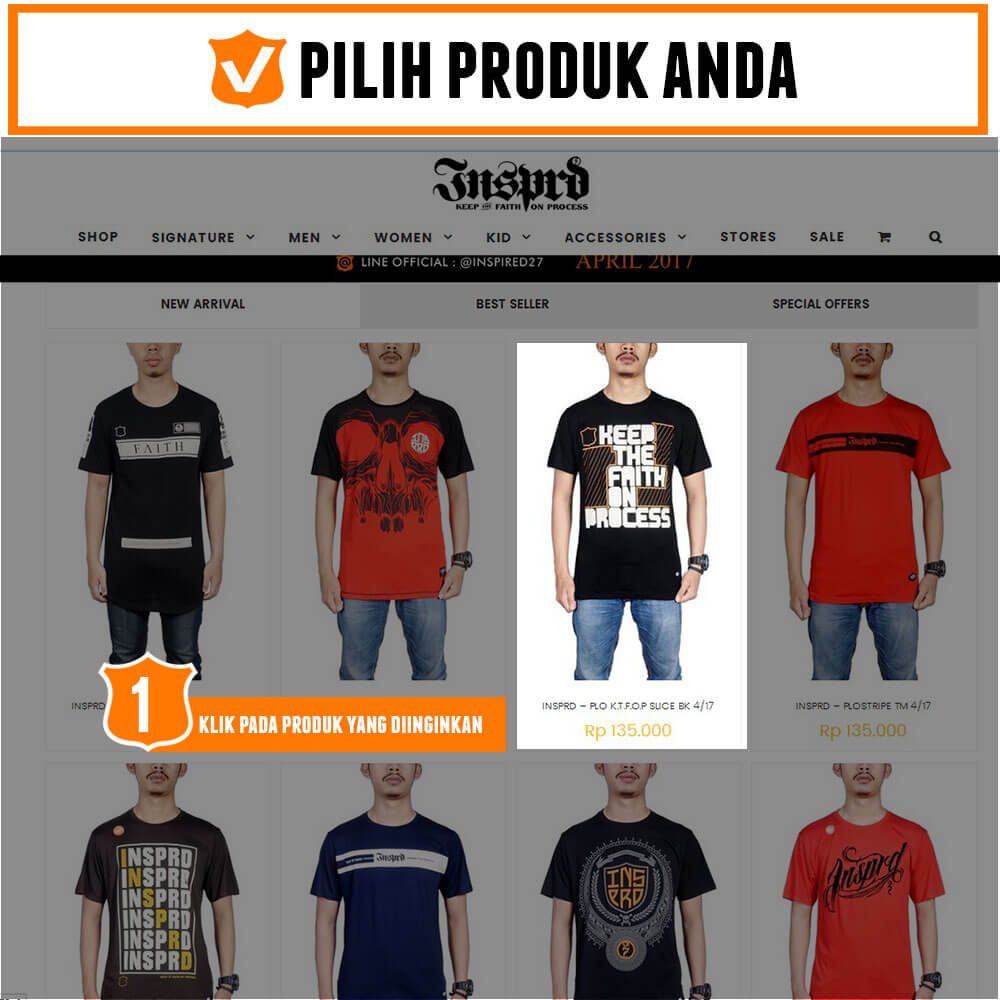 PILIH PRODUK ANDA
Insprd
KEEP THE FAITH ON PROCESS
SHOP SIGNATURE MEN WOMEN KID ACCESSORIES STORES SALE
LINE OFFICIAL : @INSPIRED27 APRIL 2017
NEW ARRIVAL BEST SELLER SPECIAL OFFERS
FAITH
KEEP
THE
FAITH
ON
PROCESS
Insprd
INSPRD – PLO K.T.F.O.P SLICE BK 4/17
INSPRD – PLOSTRIPE TM 4/17
1
KLIK PADA PRODUK YANG DIINGINKAN
Rp 135.000
Rp 135.000
INSPRD
INSPRD
INSPRD
INSPRD
INSPRD
INSPRD
Insprd
INS
PRD
Insprd